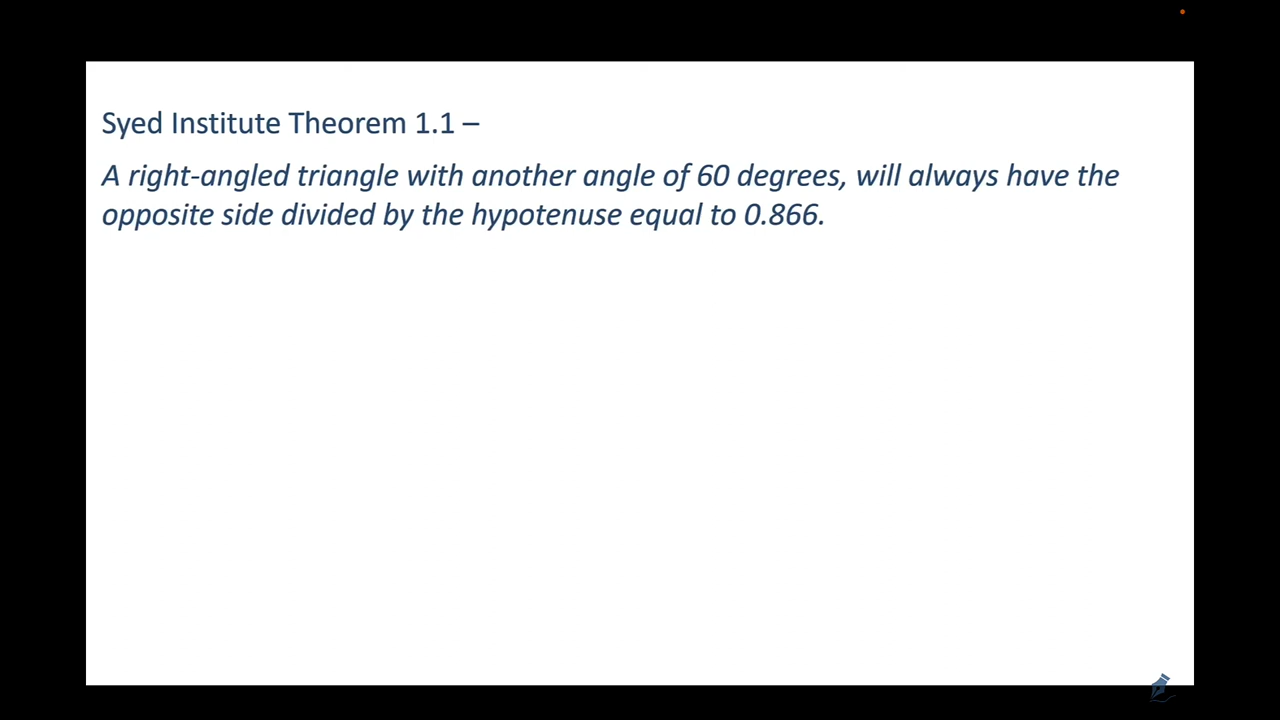 Syed Institute Theorem 1.1 –
A right-angled triangle with another angle of 60 degrees, will always have the
opposite side divided by the hypotenuse equal to 0.866.